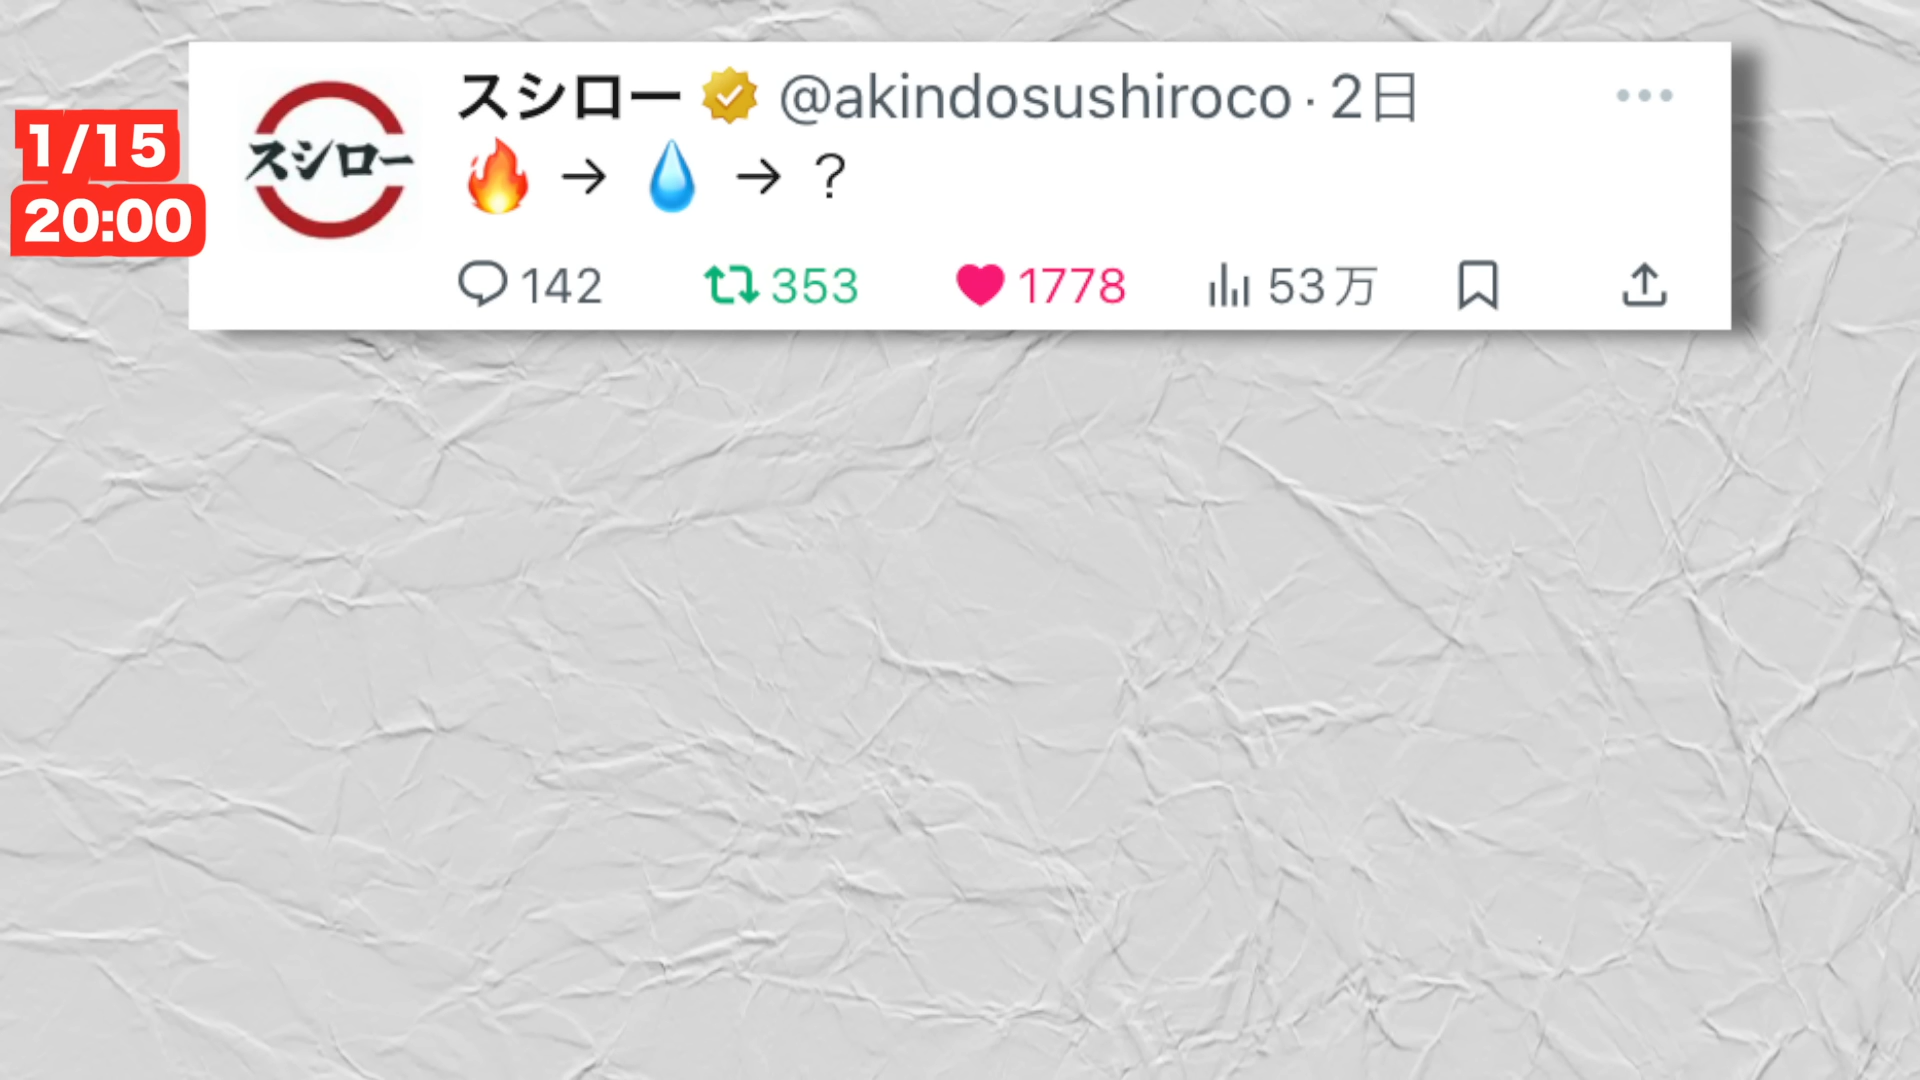 1/15
20:00
スシロー
スシロー @akindosushiroco · 2日
🔥 → 💧 → ?
142 353 1778 53万